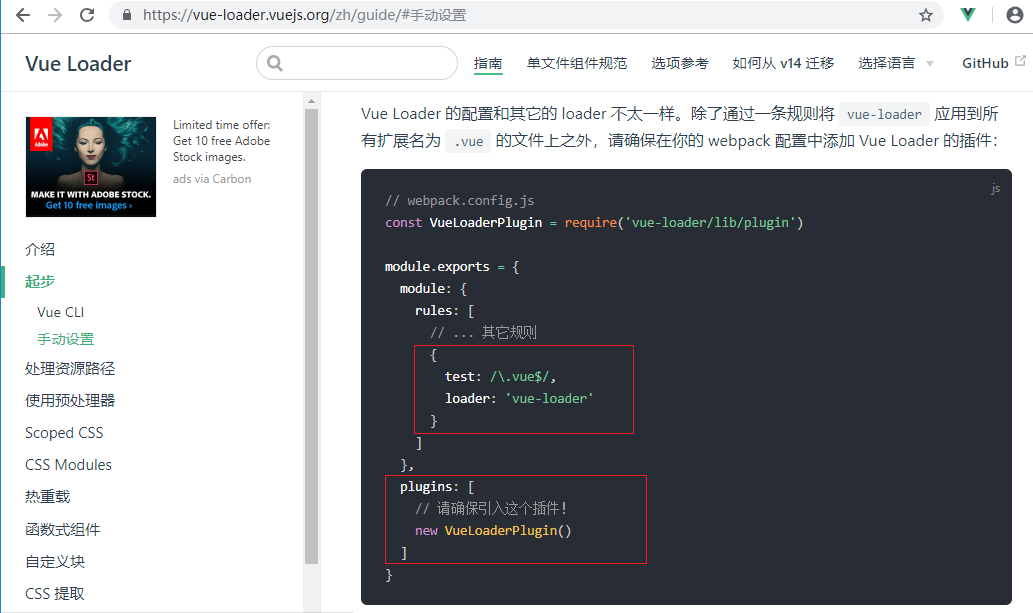 https://vue-loader.vuejs.org/zh/guide/#手动设置
Vue Loader
指南
单文件组件规范
选项参考
如何从 v14 迁移
选择语言
GitHub
Adobe
St
MAKE IT WITH ADOBE STOCK.
Get 10 free images ›
Limited time offer:
Get 10 free Adobe
Stock images.
ads via Carbon
介绍
起步
Vue CLI
手动设置
处理资源路径
使用预处理器
Scoped CSS
CSS Modules
热重载
函数式组件
自定义块
CSS 提取
Vue Loader 的配置和其它的 loader 不太一样。除了通过一条规则将 vue-loader 应用到所
有扩展名为 .vue 的文件上之外，请确保在你的 webpack 配置中添加 Vue Loader 的插件：
js
// webpack.config.js
const VueLoaderPlugin = require('vue-loader/lib/plugin')
module.exports = {
module: {
rules: [
// ... 其它规则
{
test: /\.vue$/,
loader: 'vue-loader'
}
]
},
plugins: [
// 请确保引入这个插件！
new VueLoaderPlugin()
]
}